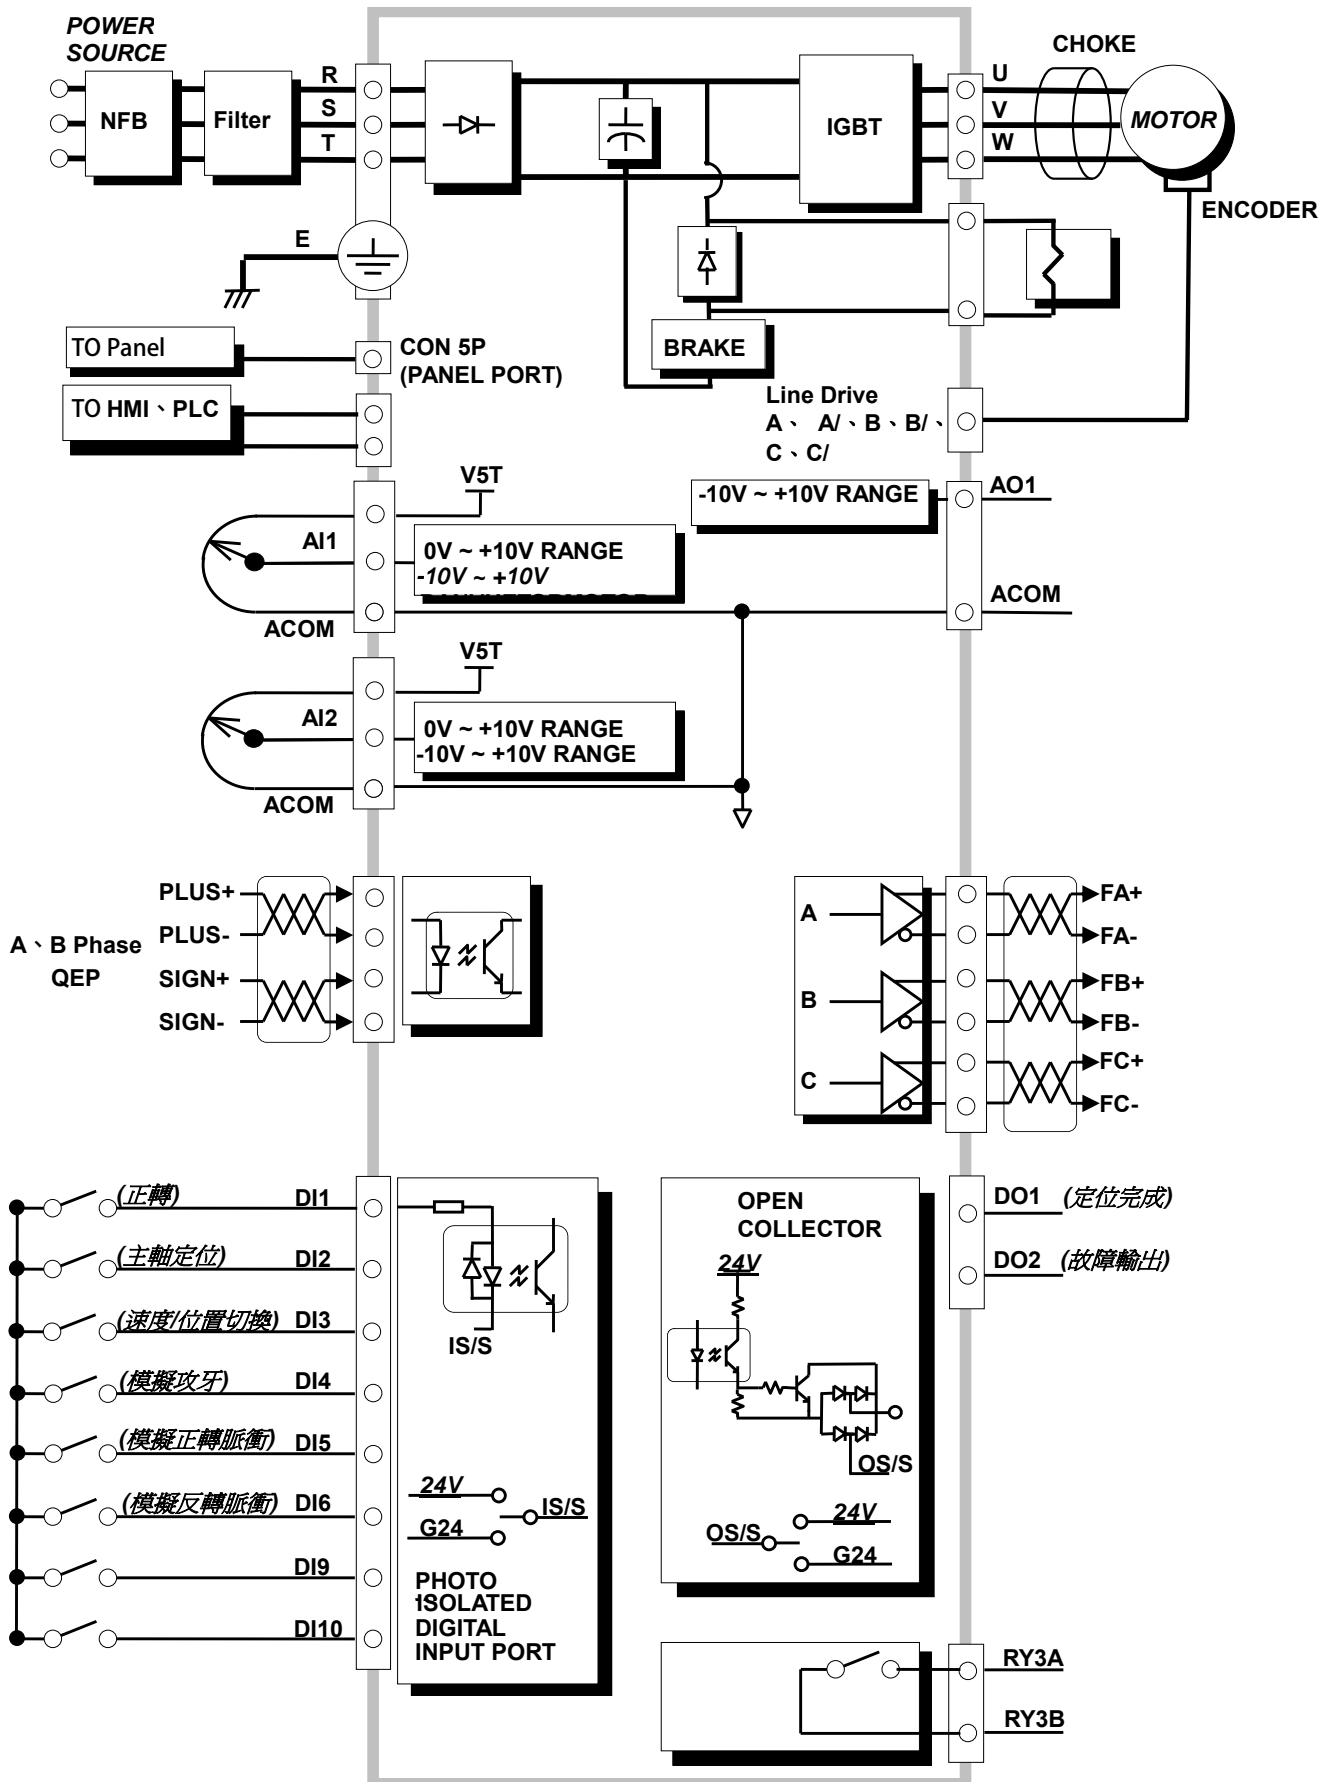 POWER
SOURCE
NFB
Filter
R
S
T
IGBT
U
V
W
CHOKE
MOTOR
ENCODER
E
TO Panel
CON 5P
(PANEL PORT)
TO HMI、PLC
BRAKE
Line Drive
A、 A/、B、B/、
C、C/
V5T
AI1
0V ~ +10V RANGE
-10V ~ +10V
ACOM
-10V ~ +10V RANGE
AO1
ACOM
V5T
AI2
0V ~ +10V RANGE
-10V ~ +10V RANGE
ACOM
A、B Phase
QEP
PLUS+
PLUS-
SIGN+
SIGN-
A
B
C
FA+
FA-
FB+
FB-
FC+
FC-
(正轉) DI1
(主軸定位) DI2
(速度/位置切換) DI3
(模擬攻牙) DI4
(模擬正轉脈衝) DI5
(模擬反轉脈衝) DI6
DI9
DI10
IS/S
24V
G24
IS/S
PHOTO
ISOLATED
DIGITAL
INPUT PORT
OPEN
COLLECTOR
24V
OS/S
OS/S
24V
G24
DO1 (定位完成)
DO2 (故障輸出)
RY3A
RY3B